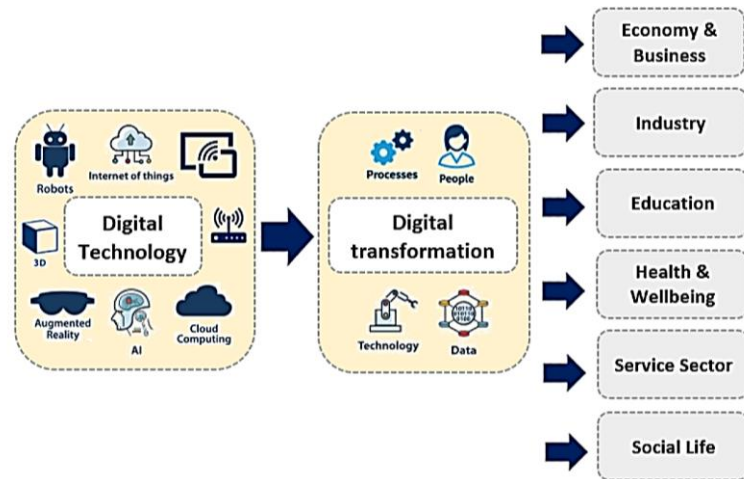 Robots
Internet of things
Digital
Technology
3D
Augmented
Reality
AI
Cloud
Computing
Processes
People
Digital
transformation
Technology
Data
Economy &
Business
Industry
Education
Health &
Wellbeing
Service Sector
Social Life